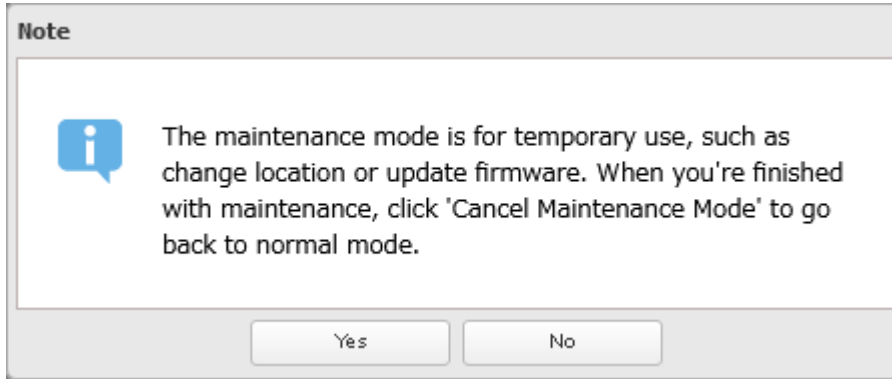 Note
The maintenance mode is for temporary use, such as
change location or update firmware. When you're finished
with maintenance, click 'Cancel Maintenance Mode' to go
back to normal mode.
Yes No